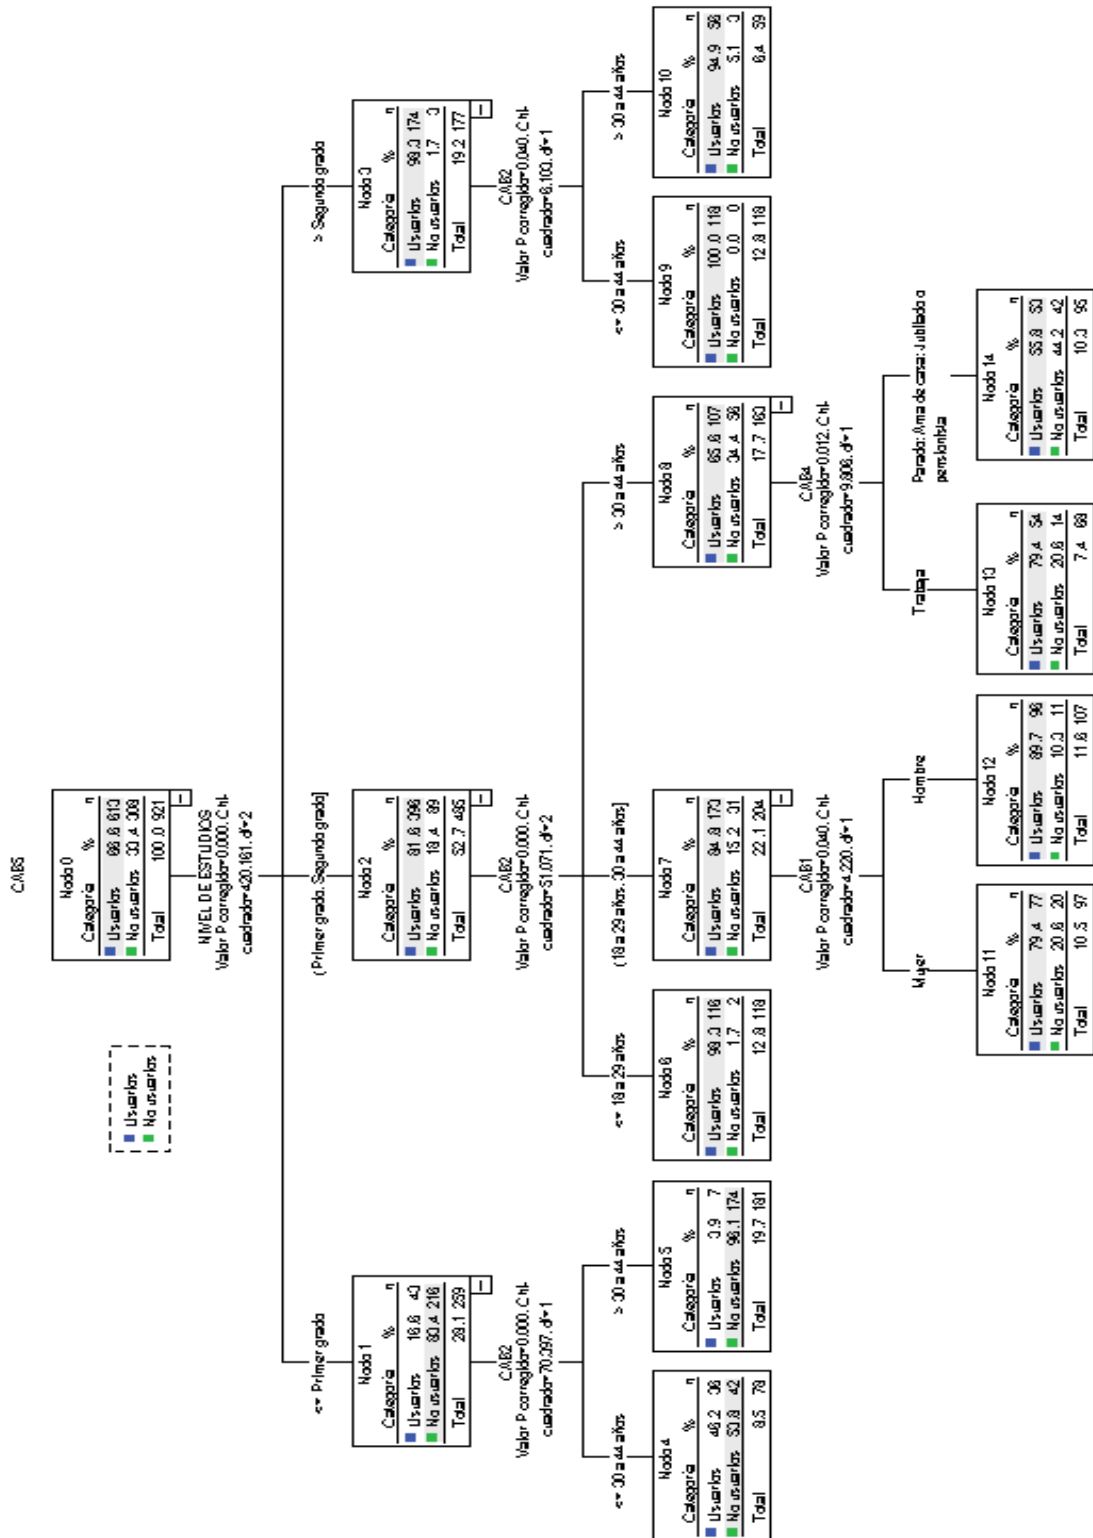 CAB5
Usuarios
No usuarios
Nodo 0
Categoría % n
Usuarios 66.6 613
No usuarios 33.4 308
Total 100.0 921
NIVEL DE ESTUDIOS
Valor P corregido=0.000. Chi-
cuadrado=420.161. df=2
<= Primer grado
(Primer grado. Segundo grado]
> Segundo grado
Nodo 1
Categoría % n
Usuarios 16.6 43
No usuarios 83.4 216
Total 28.1 259
CAB2
Valor P corregido=0.000. Chi-
cuadrado=70.397. df=1
Nodo 2
Categoría % n
Usuarios 81.6 396
No usuarios 18.4 89
Total 52.7 485
CAB2
Valor P corregido=0.000. Chi-
cuadrado=51.071. df=2
Nodo 3
Categoría % n
Usuarios 98.3 174
No usuarios 1.7 3
Total 19.2 177
CAB2
Valor P corregido=0.040. Chi-
cuadrado=6.103. df=1
<= 30 a 44 años
> 30 a 44 años
<= 18 a 29 años
(18 a 29 años. 30 a 44 años]
> 30 a 44 años
<= 30 a 44 años
> 30 a 44 años
Nodo 4
Categoría % n
Usuarios 46.2 36
No usuarios 53.8 42
Total 8.5 78
Nodo 5
Categoría % n
Usuarios 3.9 7
No usuarios 96.1 174
Total 19.7 181
Nodo 6
Categoría % n
Usuarios 98.3 116
No usuarios 1.7 2
Total 12.8 118
Nodo 7
Categoría % n
Usuarios 84.8 173
No usuarios 15.2 31
Total 22.1 204
CAB1
Valor P corregido=0.040. Chi-
cuadrado=4.220. df=1
Nodo 8
Categoría % n
Usuarios 65.6 107
No usuarios 34.4 56
Total 17.7 163
CAB4
Valor P corregido=0.012. Chi-
cuadrado=9.806. df=1
Nodo 9
Categoría % n
Usuarios 100.0 118
No usuarios 0.0 0
Total 12.8 118
Nodo 10
Categoría % n
Usuarios 94.9 56
No usuarios 5.1 3
Total 6.4 59
Mujer
Hombre
Trabaja
Parado: Ama de casa: Jubilado o
pensionista
Nodo 11
Categoría % n
Usuarios 79.4 77
No usuarios 20.6 20
Total 10.5 97
Nodo 12
Categoría % n
Usuarios 89.7 96
No usuarios 10.3 11
Total 11.6 107
Nodo 13
Categoría % n
Usuarios 79.4 54
No usuarios 20.6 14
Total 7.4 68
Nodo 14
Categoría % n
Usuarios 55.8 53
No usuarios 44.2 42
Total 10.3 95